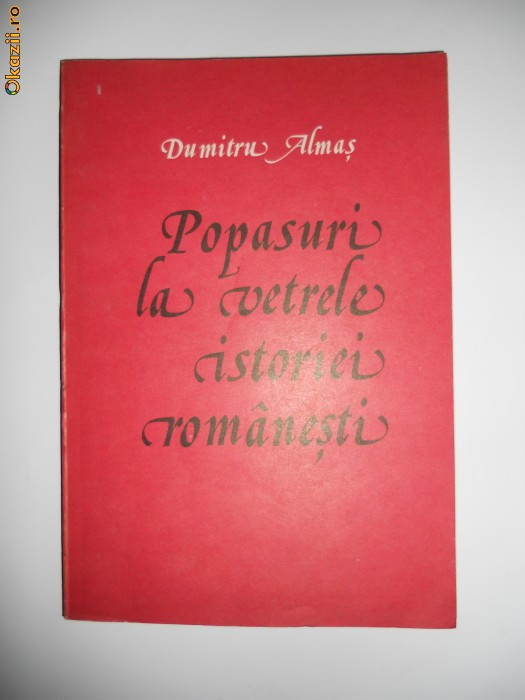 Okazii.ro
Dumitru Almaș
Popasuri
la vetrele
istoriei
românești